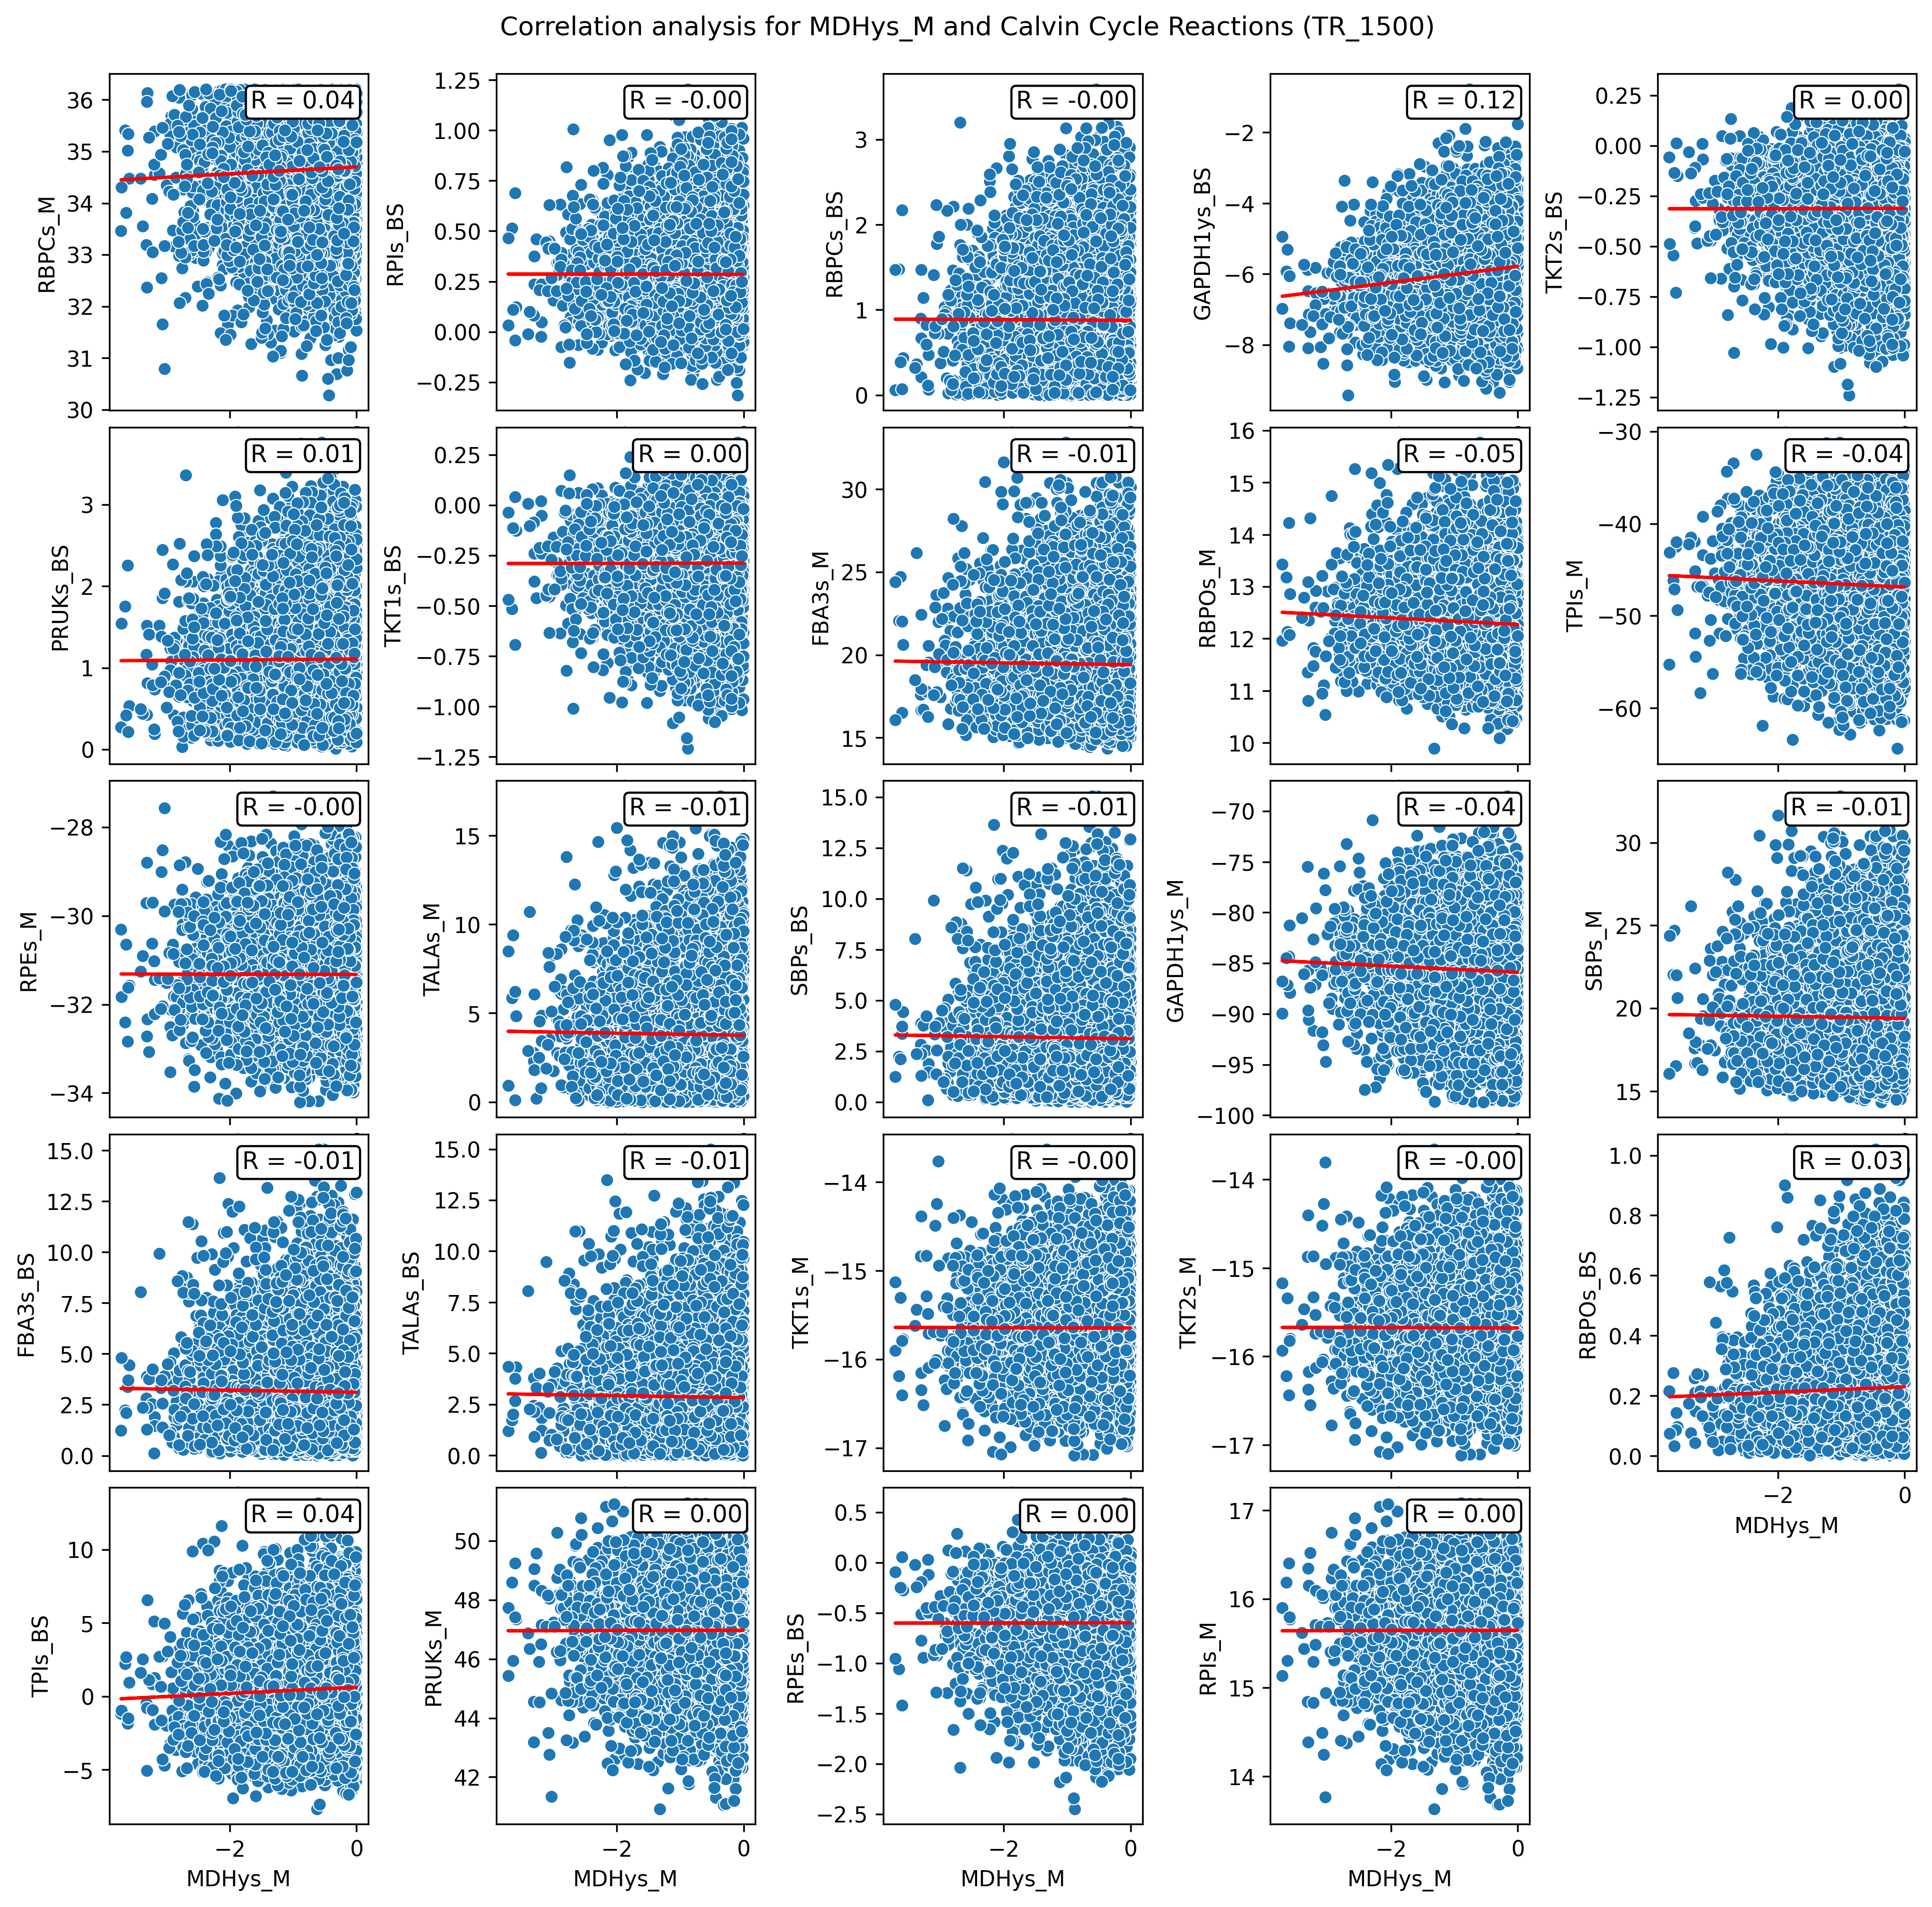 Correlation analysis for MDHys_M and Calvin Cycle Reactions (TR_1500)
RBPCs_M
36
35
34
33
32
31
30
R = 0.04
RPIs_BS
1.25
1.00
0.75
0.50
0.25
0.00
−0.25
R = -0.00
RBPCs_BS
3
2
1
0
R = -0.00
GAPDH1ys_BS
−2
−4
−6
−8
R = 0.12
TKT2s_BS
0.25
0.00
−0.25
−0.50
−0.75
−1.00
−1.25
R = 0.00
PRUKs_BS
3
2
1
0
R = 0.01
TKT1s_BS
0.25
0.00
−0.25
−0.50
−0.75
−1.00
−1.25
R = 0.00
FBA3s_M
30
25
20
15
R = -0.01
RBPOs_M
16
15
14
13
12
11
10
R = -0.05
TPIs_M
−30
−40
−50
−60
R = -0.04
RPEs_M
−28
−30
−32
−34
R = -0.00
TALAs_M
15
10
5
0
R = -0.01
SBPs_BS
15.0
12.5
10.0
7.5
5.0
2.5
0.0
R = -0.01
GAPDH1ys_M
−70
−75
−80
−85
−90
−95
−100
R = -0.04
SBPs_M
30
25
20
15
R = -0.01
FBA3s_BS
15.0
12.5
10.0
7.5
5.0
2.5
0.0
R = -0.01
TALAs_BS
15.0
12.5
10.0
7.5
5.0
2.5
0.0
R = -0.01
TKT1s_M
−14
−15
−16
−17
R = -0.00
TKT2s_M
−14
−15
−16
−17
R = -0.00
RBPOs_BS
1.0
0.8
0.6
0.4
0.2
0.0
R = 0.03
−2 0
MDHys_M
TPIs_BS
10
5
0
−5
R = 0.04
−2 0
MDHys_M
PRUKs_M
50
48
46
44
42
R = 0.00
−2 0
MDHys_M
RPEs_BS
0.5
0.0
−0.5
−1.0
−1.5
−2.0
−2.5
R = 0.00
−2 0
MDHys_M
RPIs_M
17
16
15
14
R = 0.00
−2 0
MDHys_M